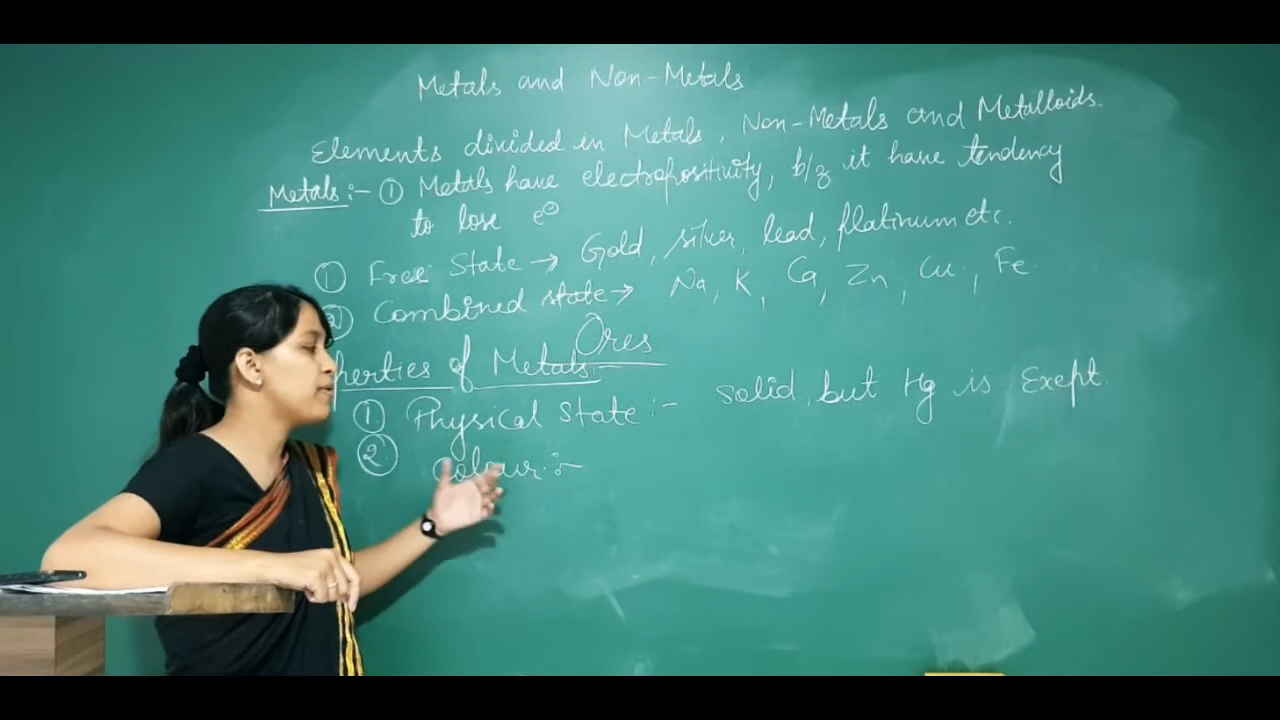 Metals and Non-Metals
Elements divided in Metals, Non-Metals and Metalloids.
Metals:- ① Metals have electropositivity, b/z it have tendency
to lose e⊖
① Free State → Gold, silver, lead, platinum etc.
② Combined state → Na, K, Ca, Zn, Cu, Fe.
Ores
perties of Metals:-
① Physical State:- solid, but Hg is Exept.
② Colour:-